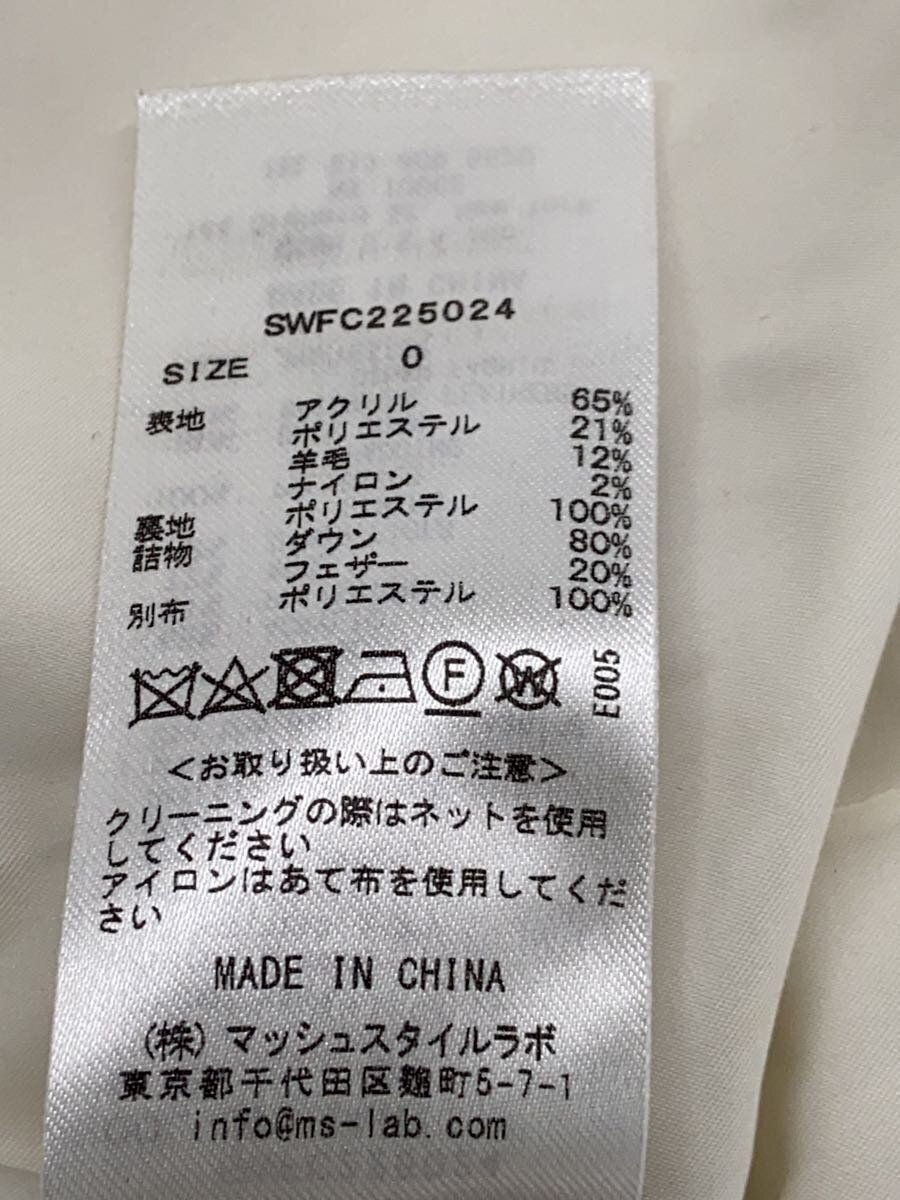 SWFC225024
SIZE 0
表地 アクリル 65%
ポリエステル 21%
羊毛 12%
ナイロン 2%
裏地 ポリエステル 100%
詰物 ダウン 80%
フェザー 20%
別布 ポリエステル 100%
F W E005
<お取り扱い上のご注意>
クリーニングの際はネットを使用
してください
アイロンはあて布を使用してくだ
さい
MADE IN CHINA
(株)マッシュスタイルラボ
東京都千代田区麹町5-7-1
info@ms-lab.com